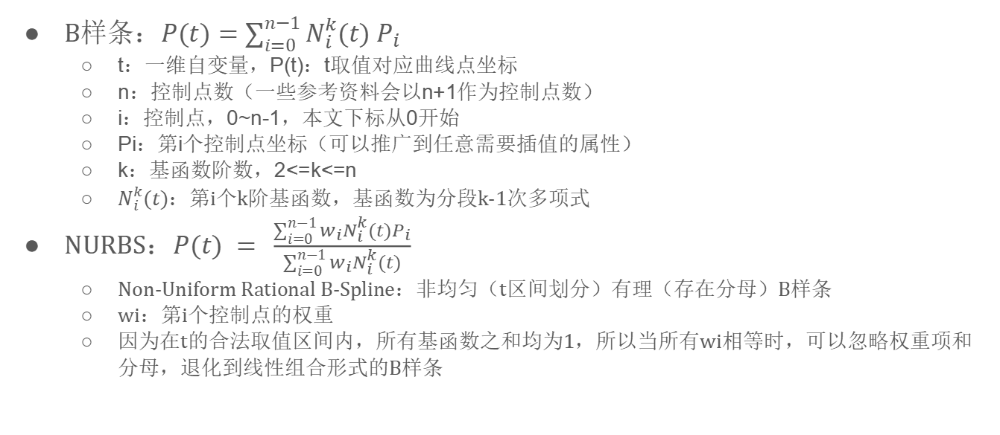 ● B样条：$P(t) = \sum_{i=0}^{n-1} N_i^k(t) \, P_i$
○ t：一维自变量，P(t)：t取值对应曲线点坐标
○ n：控制点数（一些参考资料会以n+1作为控制点数）
○ i：控制点，0~n-1，本文下标从0开始
○ Pi：第i个控制点坐标（可以推广到任意需要插值的属性）
○ k：基函数阶数，2<=k<=n
○ $N_i^k(t)$：第i个k阶基函数，基函数为分段k-1次多项式
● NURBS：$P(t) = \frac{\sum_{i=0}^{n-1} w_i N_i^k(t) P_i}{\sum_{i=0}^{n-1} w_i N_i^k(t)}$
○ Non-Uniform Rational B-Spline：非均匀（t区间划分）有理（存在分母）B样条
○ wi：第i个控制点的权重
○ 因为在t的合法取值区间内，所有基函数之和均为1，所以当所有wi相等时，可以忽略权重项和
分母，退化到线性组合形式的B样条